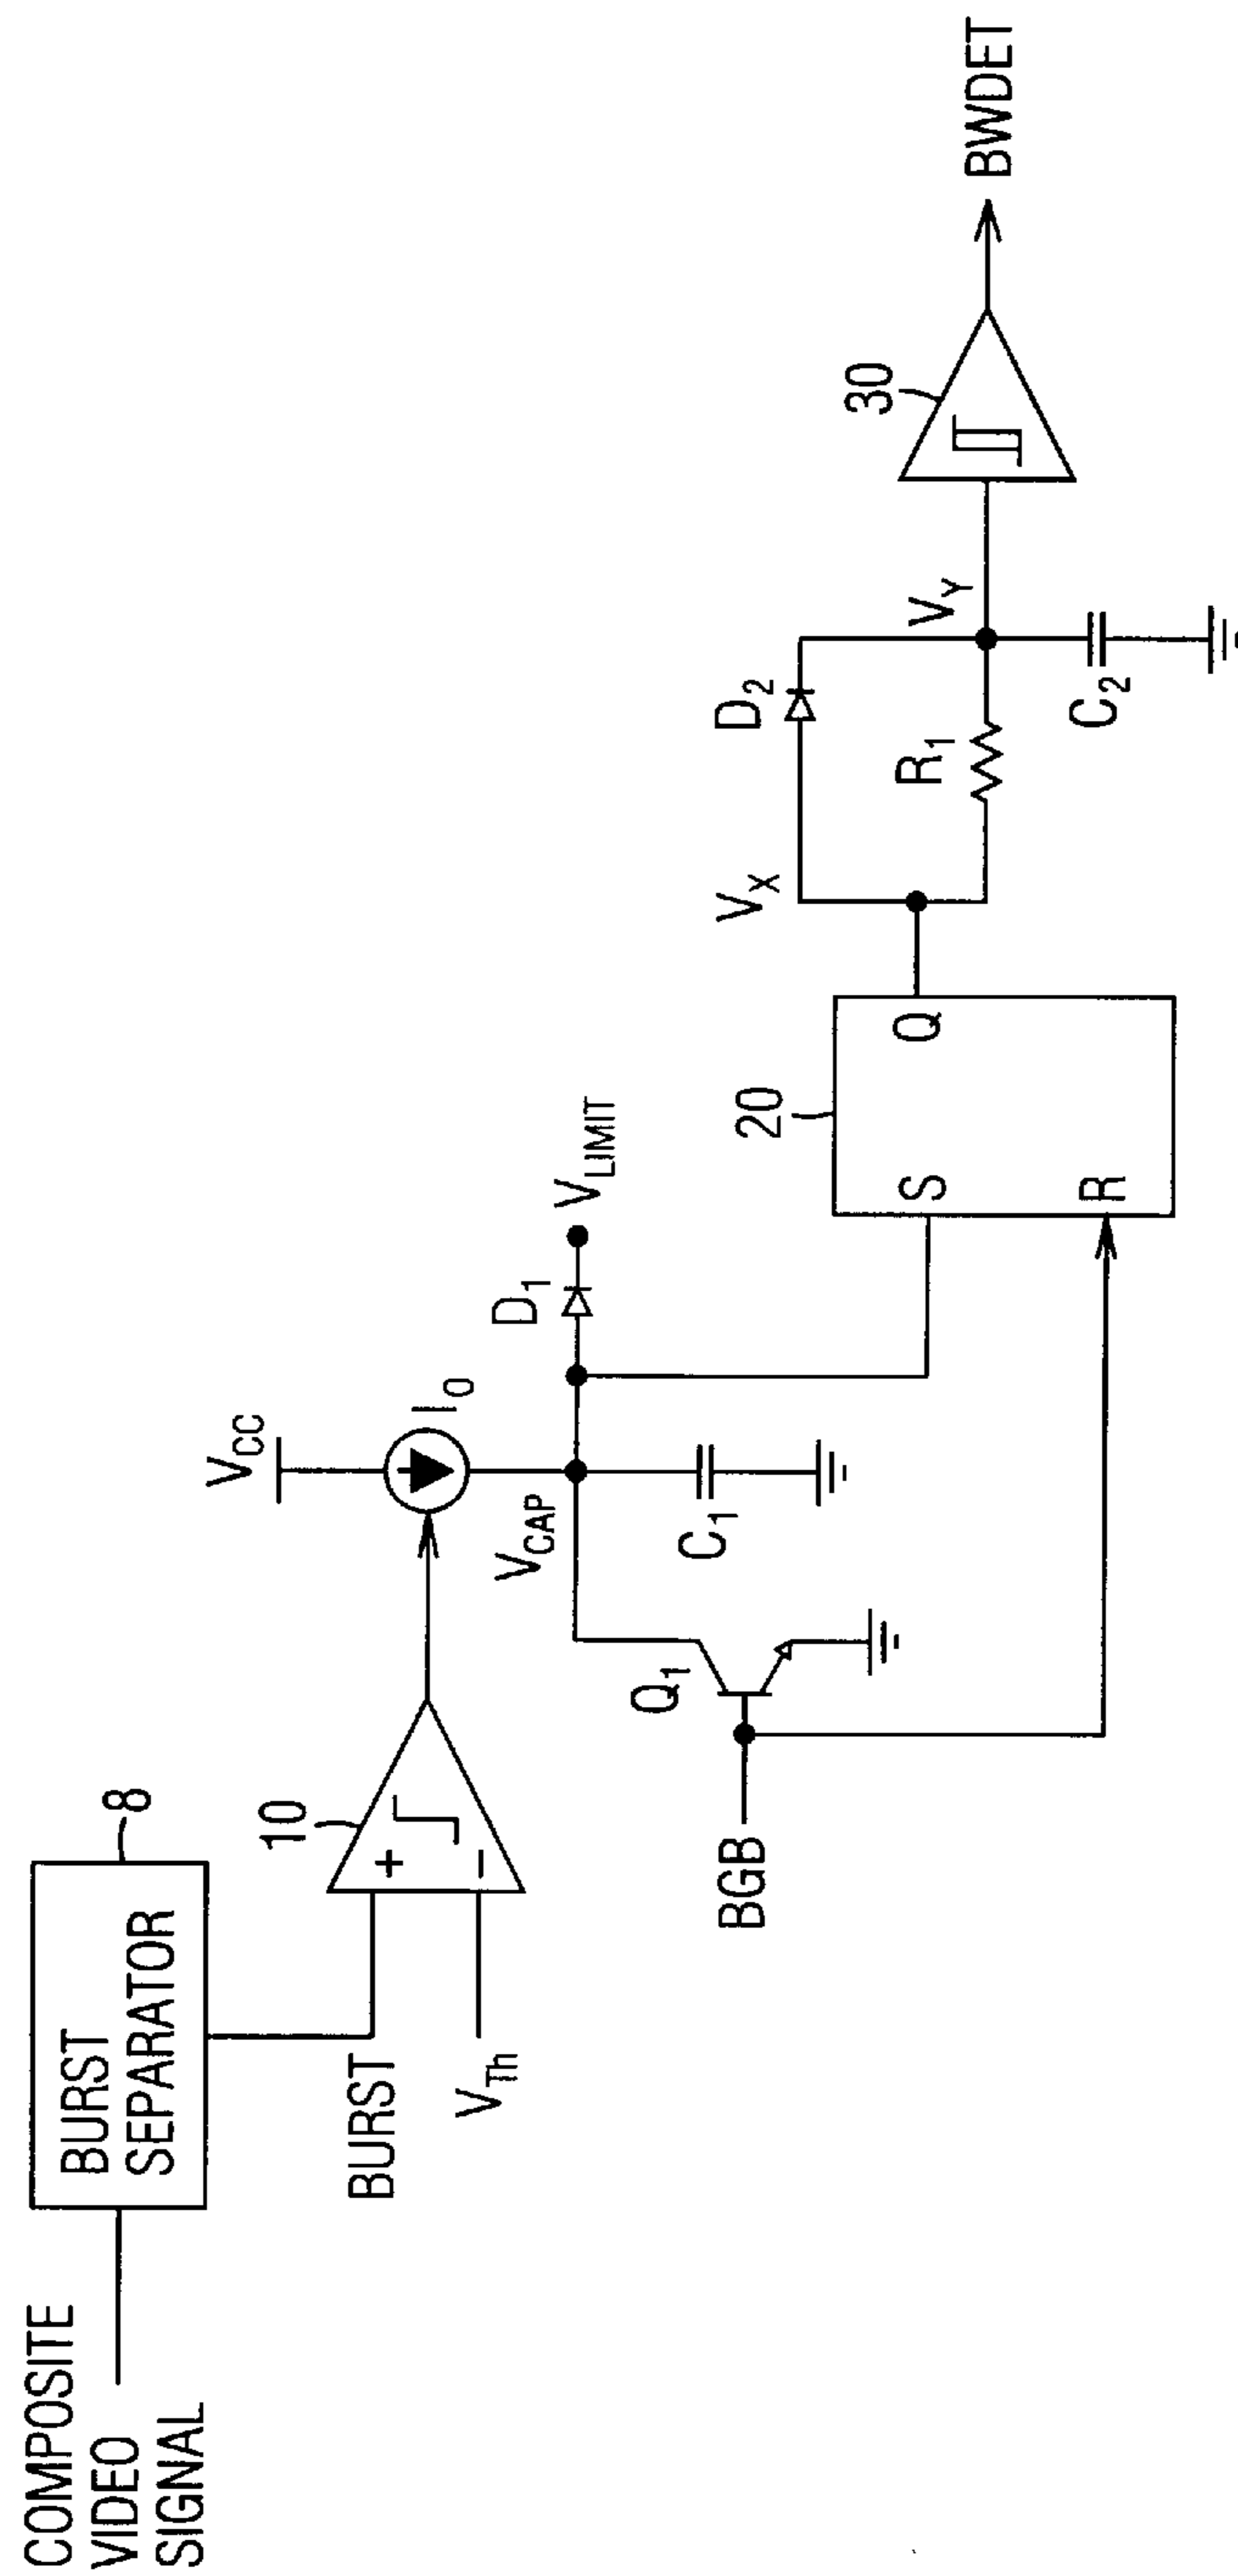 COMPOSITE
VIDEO
SIGNAL
BURST
SEPARATOR
8
BURST
V_Th
+
−
10
V_CC
I_O
V_CAP
C_1
Q_1
BGB
D_1
V_LIMIT
20
S
R
Q
V_X
D_2
R_1
V_Y
C_2
30
BWDET